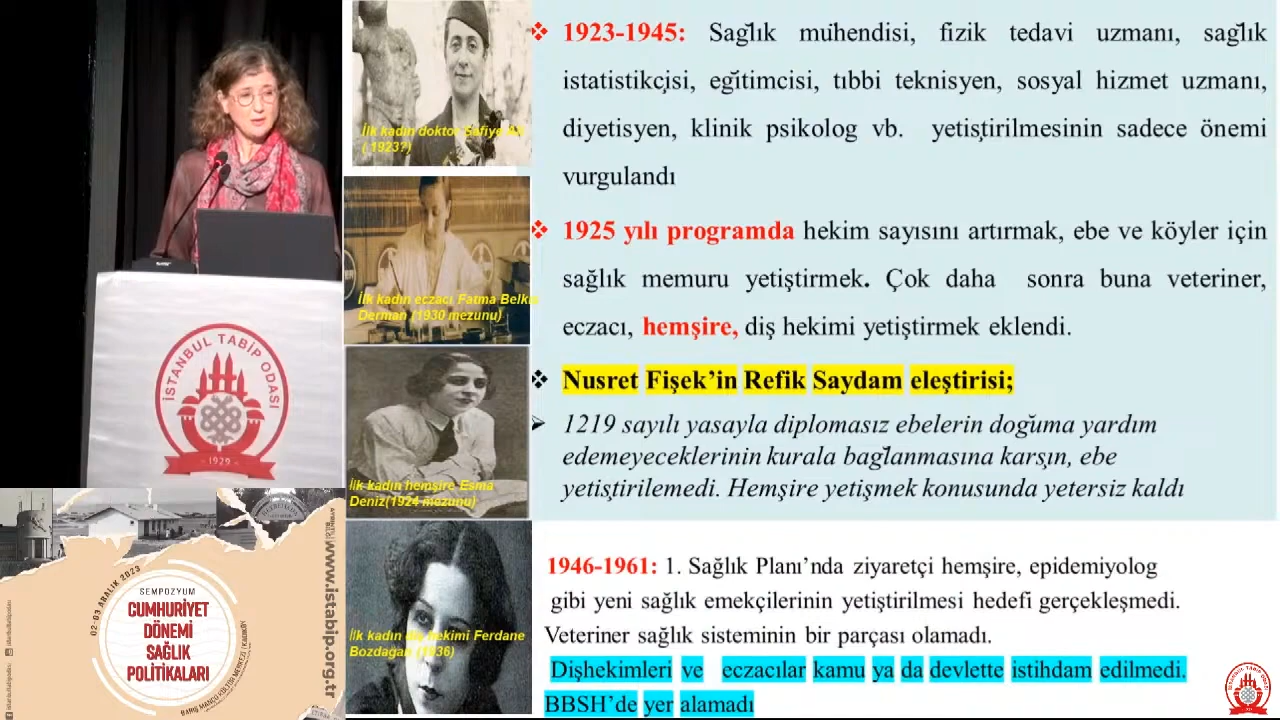 İSTANBUL TABİP ODASI
1929
02-03 ARALIK 2023
SEMPOZYUM
CUMHURİYET
DÖNEMİ
SAĞLIK
POLİTİKALARI
BARIŞ MANÇO KÜLTÜR MERKEZİ (KADIKÖY)
www.istabip.org.tr
İlk kadın doktor Safiye Ali
( 1923?)
İlk kadın eczacı Fatma Belkıs
Derman (1930 mezunu)
İlk kadın hemşire Esma
Deniz(1924 mezunu)
İlk kadın diş hekimi Ferdane
Bozdağan (1936)
1923-1945: Sağlık mühendisi, fizik tedavi uzmanı, sağlık
istatistikçisi, eğitimcisi, tıbbi teknisyen, sosyal hizmet uzmanı,
diyetisyen, klinik psikolog vb. yetiştirilmesinin sadece önemi
vurgulandı
1925 yılı programda hekim sayısını artırmak, ebe ve köyler için
sağlık memuru yetiştirmek. Çok daha sonra buna veteriner,
eczacı, hemşire, diş hekimi yetiştirmek eklendi.
Nusret Fişek’in Refik Saydam eleştirisi;
1219 sayılı yasayla diplomasız ebelerin doğuma yardım
edemeyeceklerinin kurala bağlanmasına karşın, ebe
yetiştirilemedi. Hemşire yetişmek konusunda yetersiz kaldı
1946-1961: 1. Sağlık Planı’nda ziyaretçi hemşire, epidemiyolog
gibi yeni sağlık emekçilerinin yetiştirilmesi hedefi gerçekleşmedi.
Veteriner sağlık sisteminin bir parçası olamadı.
Dişhekimleri ve eczacılar kamu ya da devlette istihdam edilmedi.
BBSH’de yer alamadı